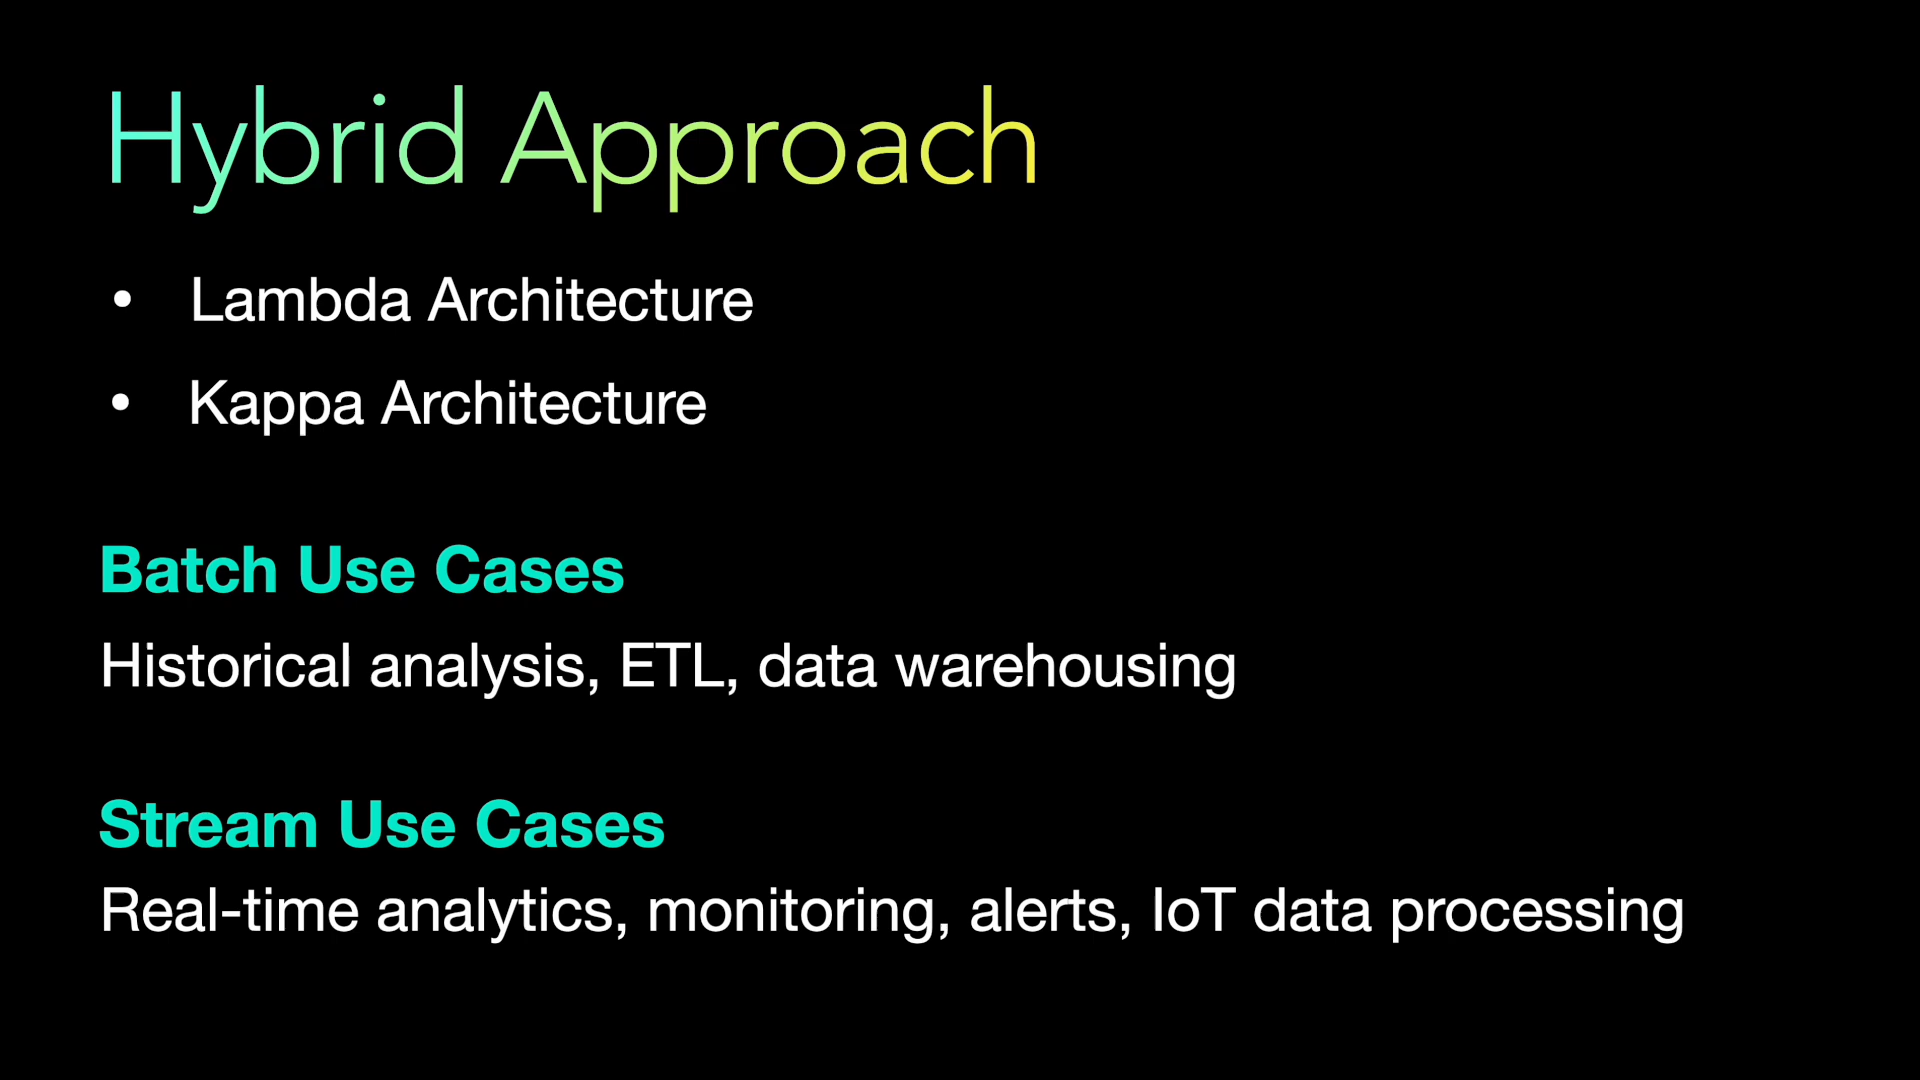 Hybrid Approach
• Lambda Architecture
• Kappa Architecture
Batch Use Cases
Historical analysis, ETL, data warehousing
Stream Use Cases
Real-time analytics, monitoring, alerts, IoT data processing